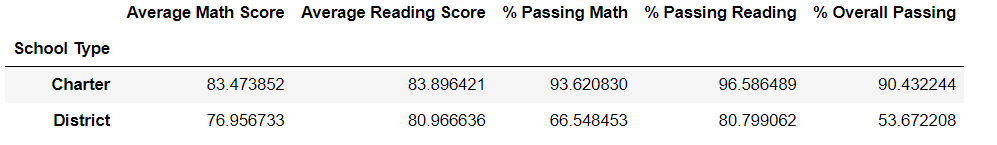 Average Math Score Average Reading Score % Passing Math % Passing Reading % Overall Passing
School Type
Charter 83.473852 83.896421 93.620830 96.586489 90.432244
District 76.956733 80.966636 66.548453 80.799062 53.672208